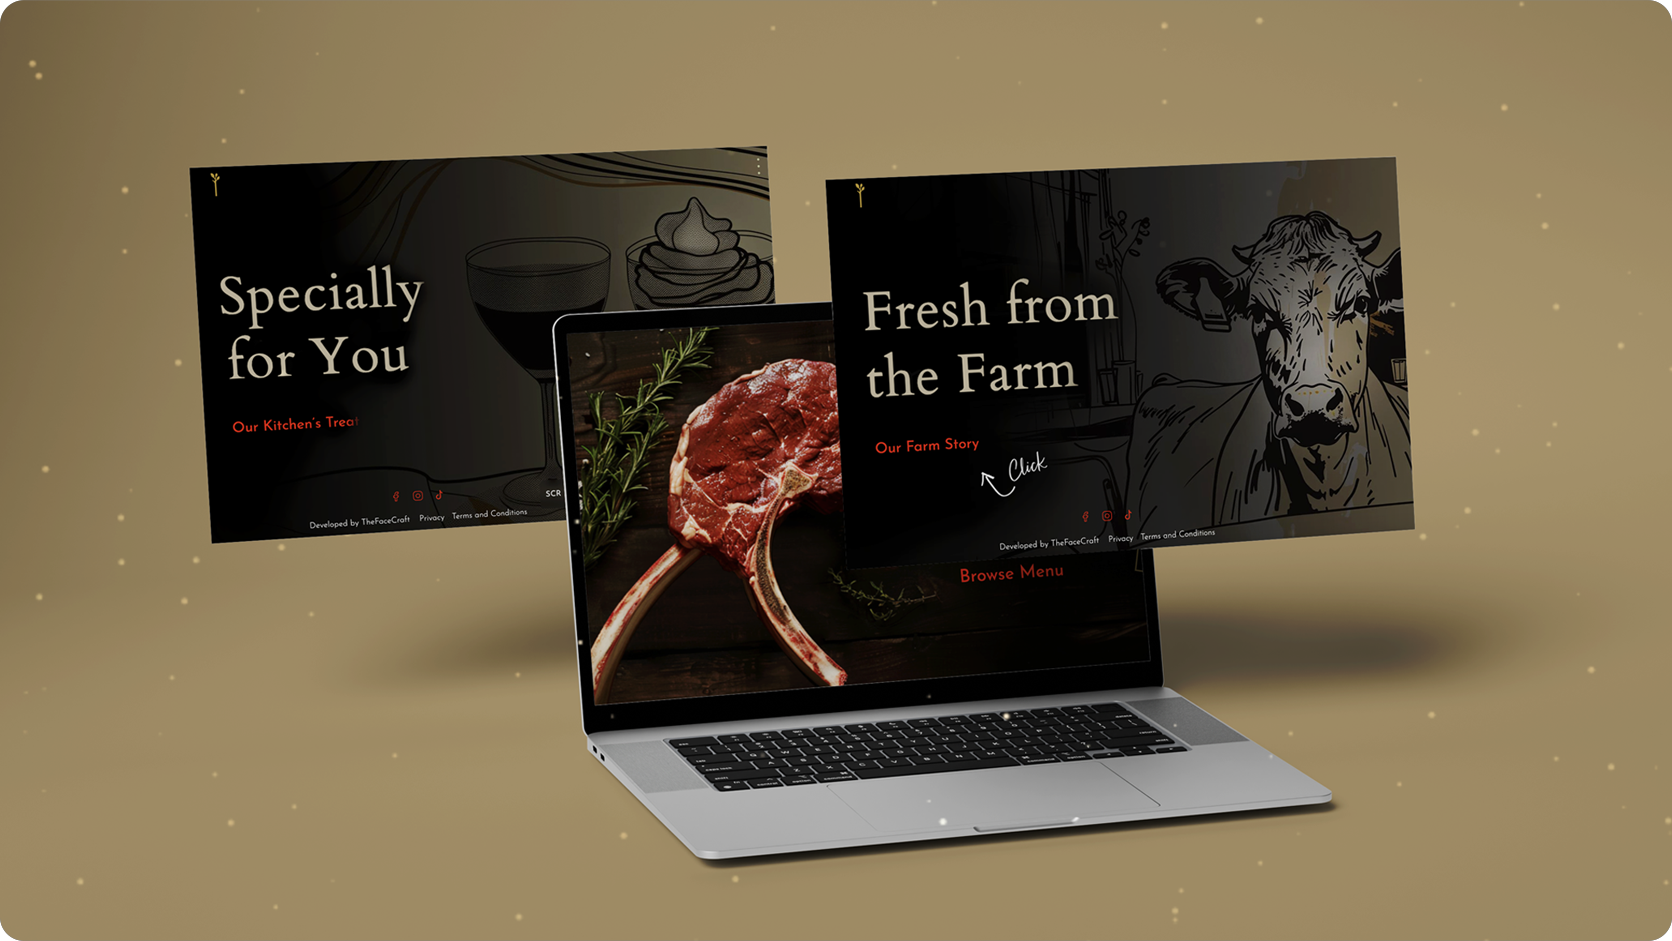 Specially
for You
Our Kitchen's Treat
SCR
Developed by TheFaceCraft Privacy Terms and Conditions
Fresh from
the Farm
Our Farm Story
Click
Developed by TheFaceCraft Privacy Terms and Conditions
Browse Menu